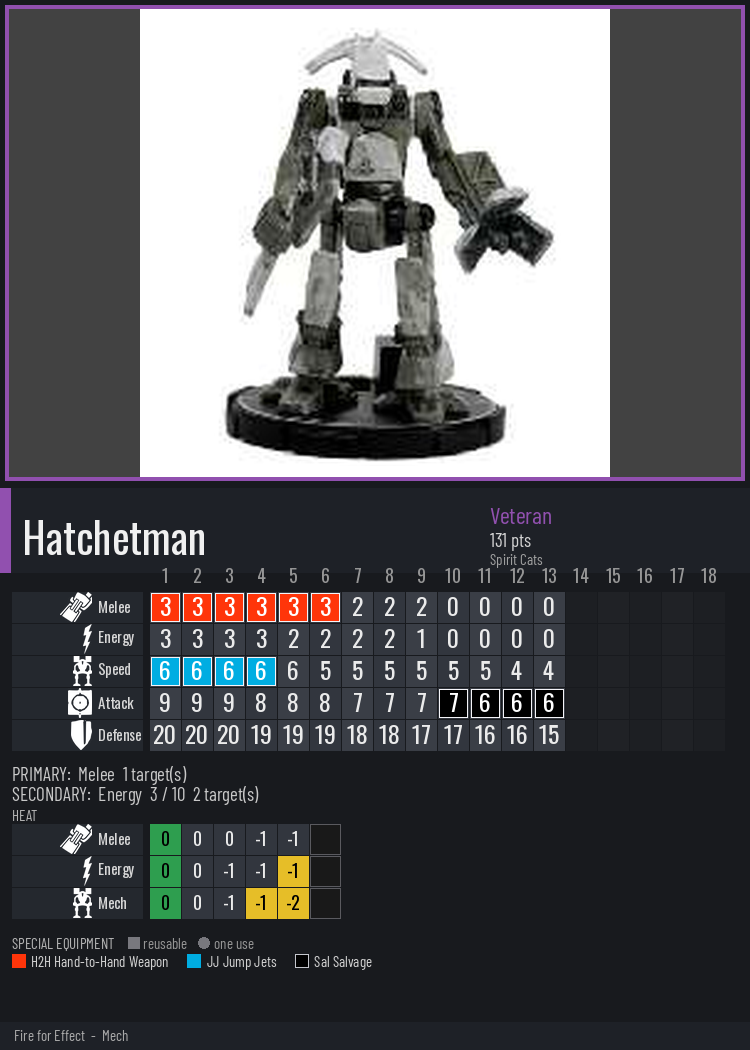 Hatchetman
Veteran
131 pts
Spirit Cats
1 2 3 4 5 6 7 8 9 10 11 12 13 14 15 16 17 18
Melee 3 3 3 3 3 3 2 2 2 0 0 0 0
Energy 3 3 3 3 2 2 2 2 1 0 0 0 0
Speed 6 6 6 6 6 5 5 5 5 5 5 4 4
Attack 9 9 9 8 8 8 7 7 7 7 6 6 6
Defense 20 20 20 19 19 19 18 18 17 17 16 16 15
PRIMARY: Melee 1 target(s)
SECONDARY: Energy 3 / 10 2 target(s)
HEAT
Melee 0 0 0 -1 -1
Energy 0 0 -1 -1 -1
Mech 0 0 -1 -1 -2
SPECIAL EQUIPMENT reusable one use
H2H Hand-to-Hand Weapon JJ Jump Jets Sal Salvage
Fire for Effect - Mech